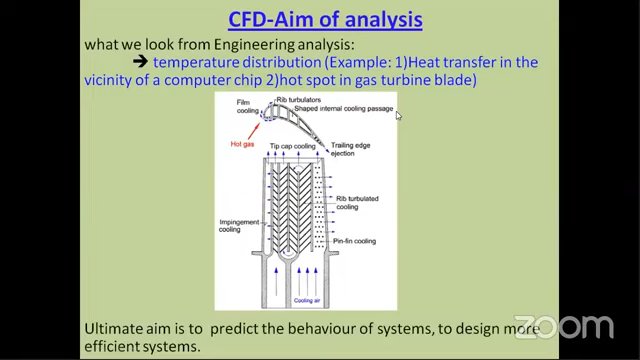 CFD-Aim of analysis
what we look from Engineering analysis:
➔ temperature distribution (Example: 1)Heat transfer in the
vicinity of a computer chip 2)hot spot in gas turbine blade)
Film
cooling
Rib turbulators
Shaped internal cooling passage
Hot gas
Trailing edge
ejection
Tip cap cooling
Impingement
cooling
Rib turbulated
cooling
Pin-fin cooling
Cooling air
Ultimate aim is to predict the behaviour of systems, to design more
efficient systems.
zoom